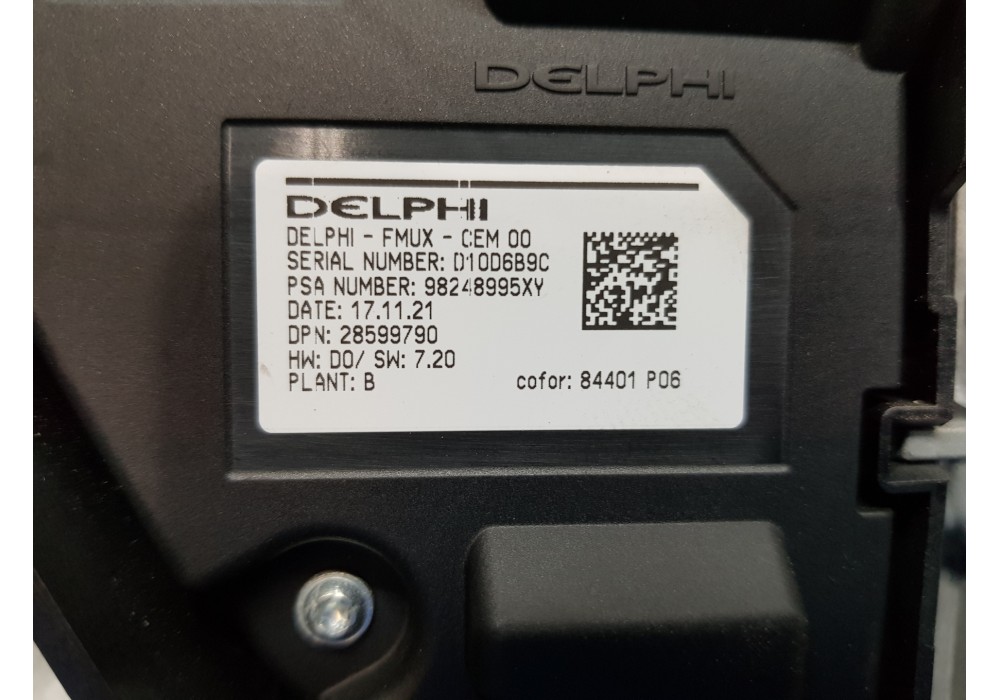 DELPHI
DELPHI
DELPHI - FMUX - CEM 00
SERIAL NUMBER: D10D6B9C
PSA NUMBER: 98248995XY
DATE: 17.11.21
DPN: 28599790
HW: D0/ SW: 7.20
PLANT: B
cofor: 84401 P06